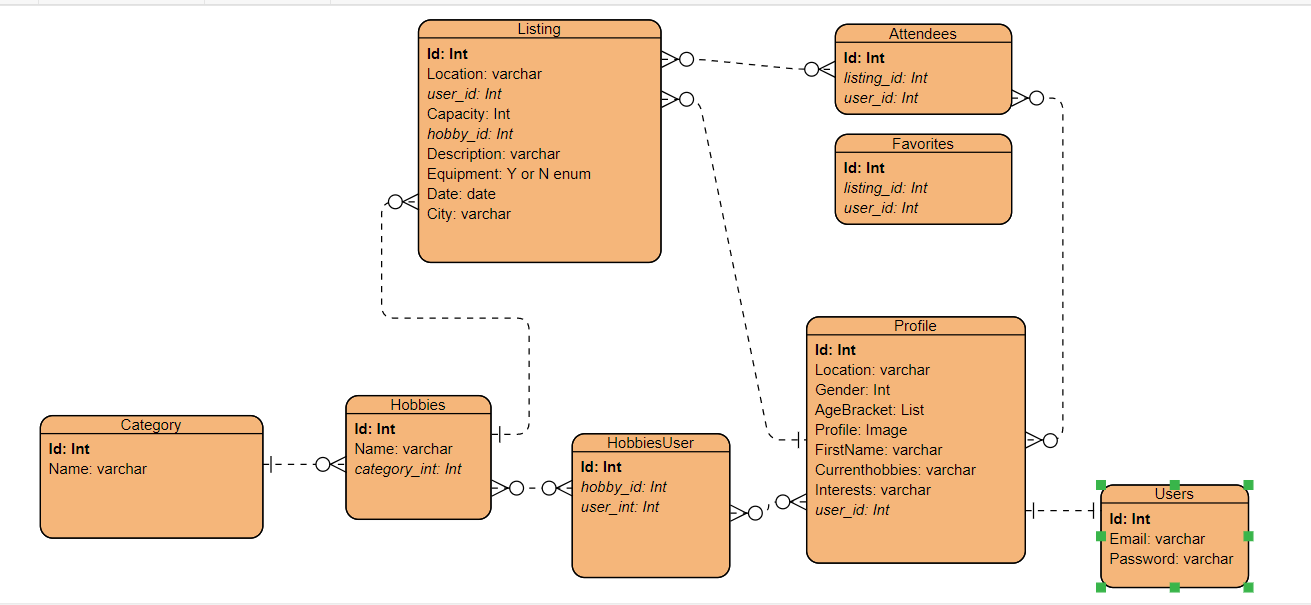 Listing
Id: Int
Location: varchar
user_id: Int
Capacity: Int
hobby_id: Int
Description: varchar
Equipment: Y or N enum
Date: date
City: varchar
Attendees
Id: Int
listing_id: Int
user_id: Int
Favorites
Id: Int
listing_id: Int
user_id: Int
Category
Id: Int
Name: varchar
Hobbies
Id: Int
Name: varchar
category_int: Int
HobbiesUser
Id: Int
hobby_id: Int
user_int: Int
Profile
Id: Int
Location: varchar
Gender: Int
AgeBracket: List
Profile: Image
FirstName: varchar
Currenthobbies: varchar
Interests: varchar
user_id: Int
Users
Id: Int
Email: varchar
Password: varchar